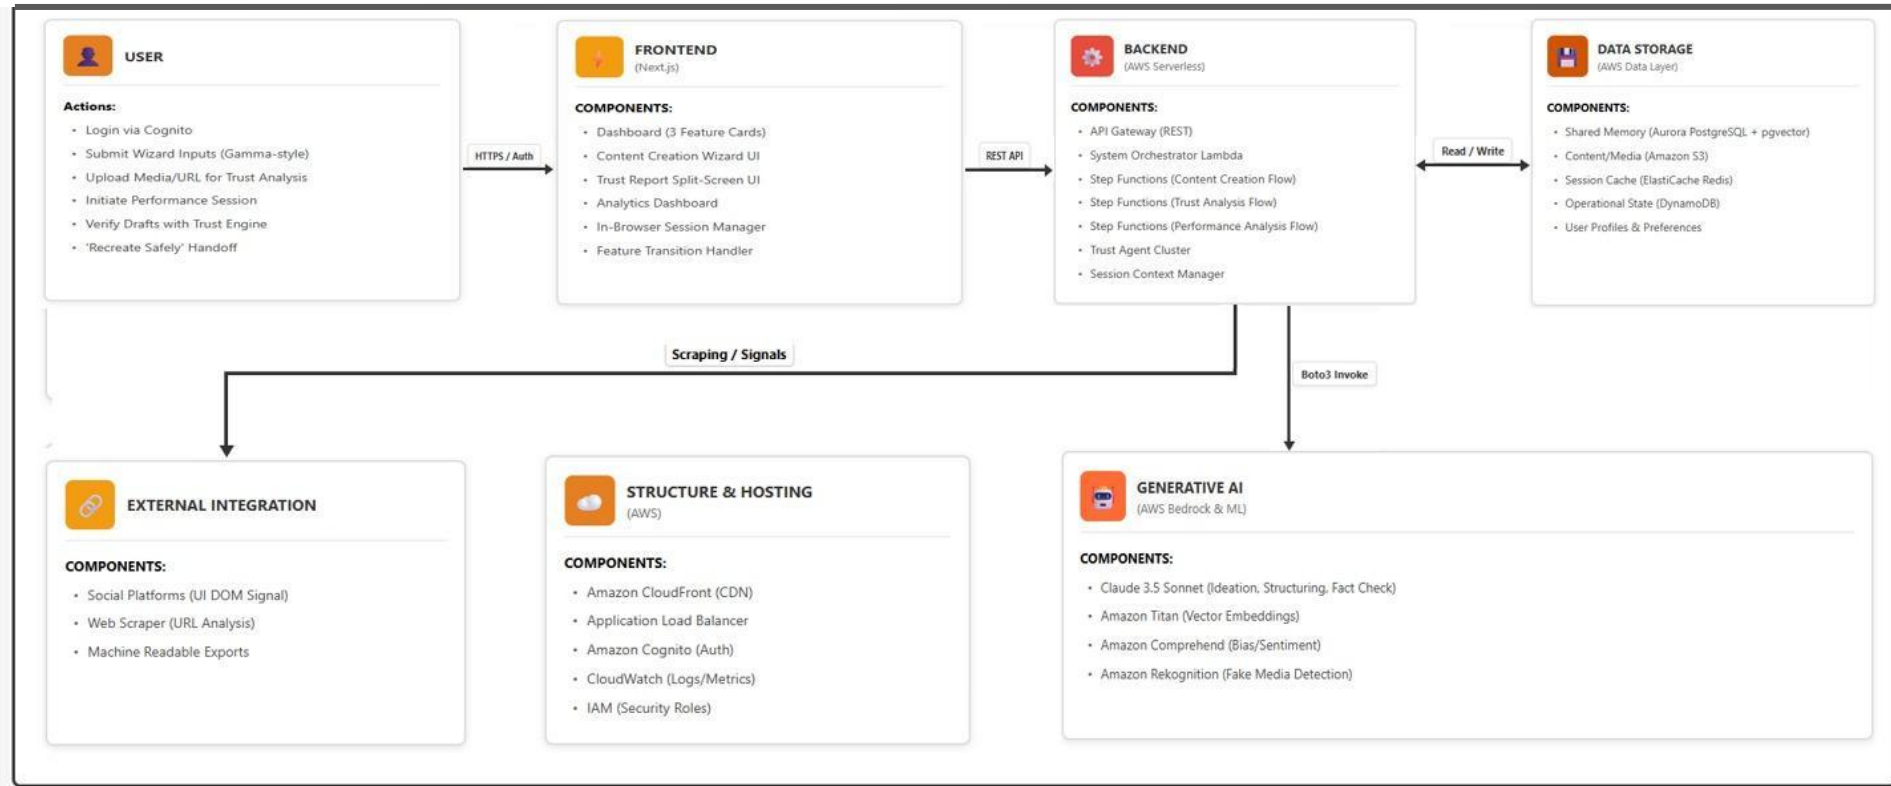 USER
Actions:
• Login via Cognito
• Submit Wizard Inputs (Gamma-style)
• Upload Media/URL for Trust Analysis
• Initiate Performance Session
• Verify Drafts with Trust Engine
• 'Recreate Safely' Handoff
HTTPS / Auth
FRONTEND
(Next.js)
COMPONENTS:
• Dashboard (3 Feature Cards)
• Content Creation Wizard UI
• Trust Report Split-Screen UI
• Analytics Dashboard
• In-Browser Session Manager
• Feature Transition Handler
REST API
BACKEND
(AWS Serverless)
COMPONENTS:
• API Gateway (REST)
• System Orchestrator Lambda
• Step Functions (Content Creation Flow)
• Step Functions (Trust Analysis Flow)
• Step Functions (Performance Analysis Flow)
• Trust Agent Cluster
• Session Context Manager
Read / Write
DATA STORAGE
(AWS Data Layer)
COMPONENTS:
• Shared Memory (Aurora PostgreSQL + pgvector)
• Content/Media (Amazon S3)
• Session Cache (ElastiCache Redis)
• Operational State (DynamoDB)
• User Profiles & Preferences
Scraping / Signals
Boto3 Invoke
EXTERNAL INTEGRATION
COMPONENTS:
• Social Platforms (UI DOM Signal)
• Web Scraper (URL Analysis)
• Machine Readable Exports
STRUCTURE & HOSTING
(AWS)
COMPONENTS:
• Amazon CloudFront (CDN)
• Application Load Balancer
• Amazon Cognito (Auth)
• CloudWatch (Logs/Metrics)
• IAM (Security Roles)
GENERATIVE AI
(AWS Bedrock & ML)
COMPONENTS:
• Claude 3.5 Sonnet (Ideation, Structuring, Fact Check)
• Amazon Titan (Vector Embeddings)
• Amazon Comprehend (Bias/Sentiment)
• Amazon Rekognition (Fake Media Detection)